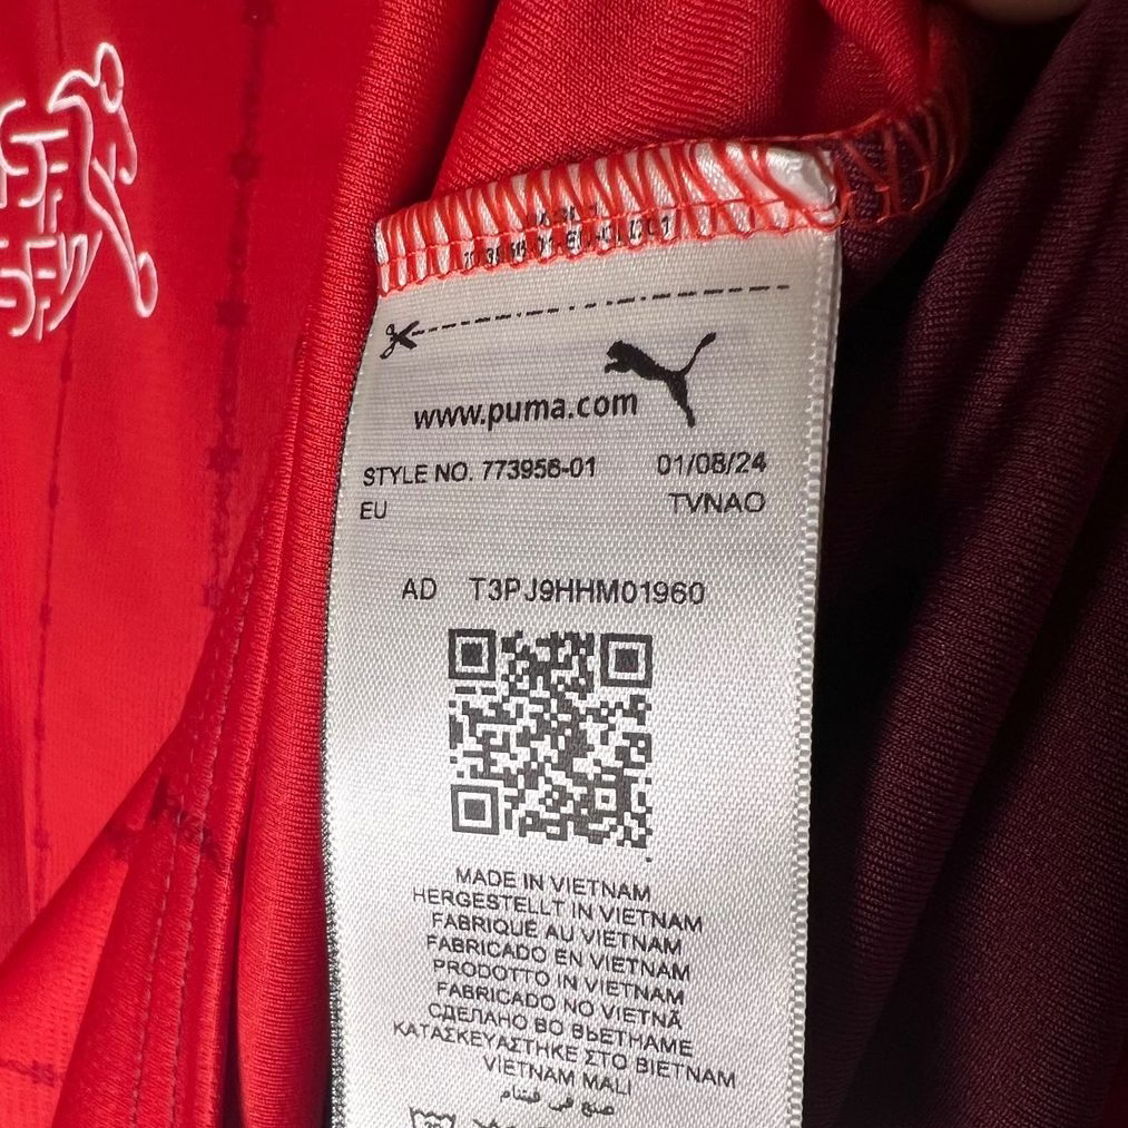 www.puma.com
STYLE NO. 773956-01 01/08/24
EU TVNAO
AD T3PJ9HHM01960
MADE IN VIETNAM
HERGESTELLT IN VIETNAM
FABRIQUÉ AU VIETNAM
FABRICADO EN VIETNAM
PRODOTTO IN VIETNAM
FABRICADO NO VIETNÃ
СДЕЛАНО ВО ВЬЕТНАМЕ
ΚΑΤΑΣΚΕΥΑΣΤΗΚΕ ΣΤΟ ΒΙΕΤΝΑΜ
VIETNAM MALI
صنع في فيتنام